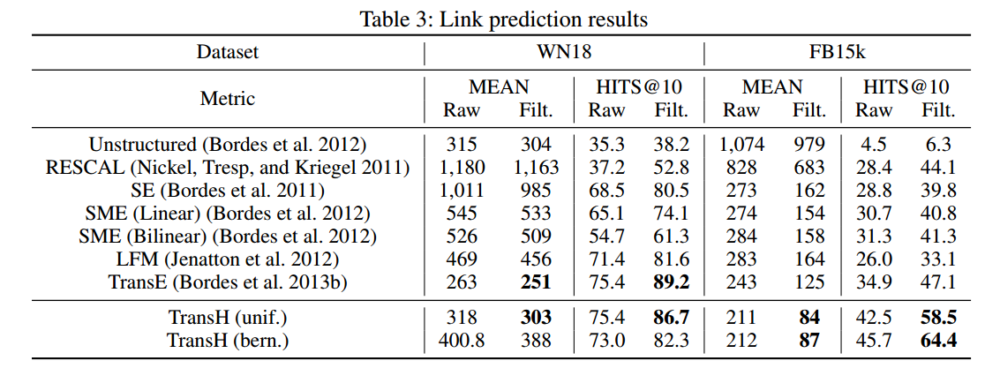 Table 3: Link prediction results
Dataset WN18 FB15k
Metric MEAN HITS@10 MEAN HITS@10
Raw Filt. Raw Filt. Raw Filt. Raw Filt.
Unstructured (Bordes et al. 2012) 315 304 35.3 38.2 1,074 979 4.5 6.3
RESCAL (Nickel, Tresp, and Kriegel 2011) 1,180 1,163 37.2 52.8 828 683 28.4 44.1
SE (Bordes et al. 2011) 1,011 985 68.5 80.5 273 162 28.8 39.8
SME (Linear) (Bordes et al. 2012) 545 533 65.1 74.1 274 154 30.7 40.8
SME (Bilinear) (Bordes et al. 2012) 526 509 54.7 61.3 284 158 31.3 41.3
LFM (Jenatton et al. 2012) 469 456 71.4 81.6 283 164 26.0 33.1
TransE (Bordes et al. 2013b) 263 251 75.4 89.2 243 125 34.9 47.1
TransH (unif.) 318 303 75.4 86.7 211 84 42.5 58.5
TransH (bern.) 400.8 388 73.0 82.3 212 87 45.7 64.4